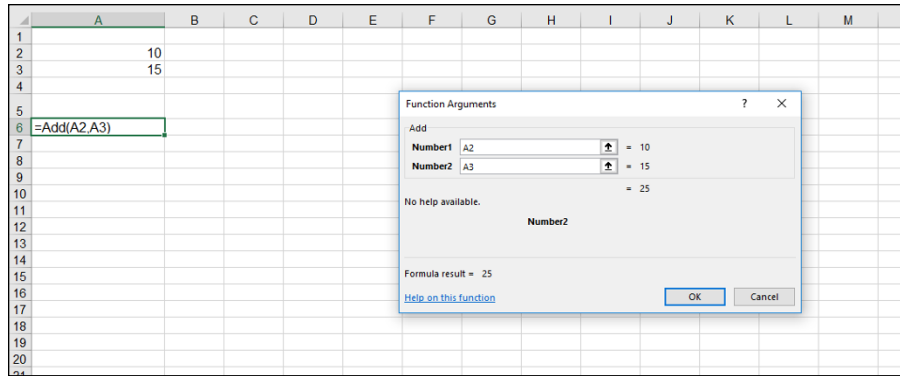 A B C D E F G H I J K L M
1
2 10
3 15
4
5
6 =Add(A2,A3)
7
8
9
10
11
12
13
14
15
16
17
18
19
20
21
Function Arguments ? ×
Add
Number1 A2 = 10
Number2 A3 = 15
= 25
No help available.
Number2
Formula result = 25
Help on this function OK Cancel